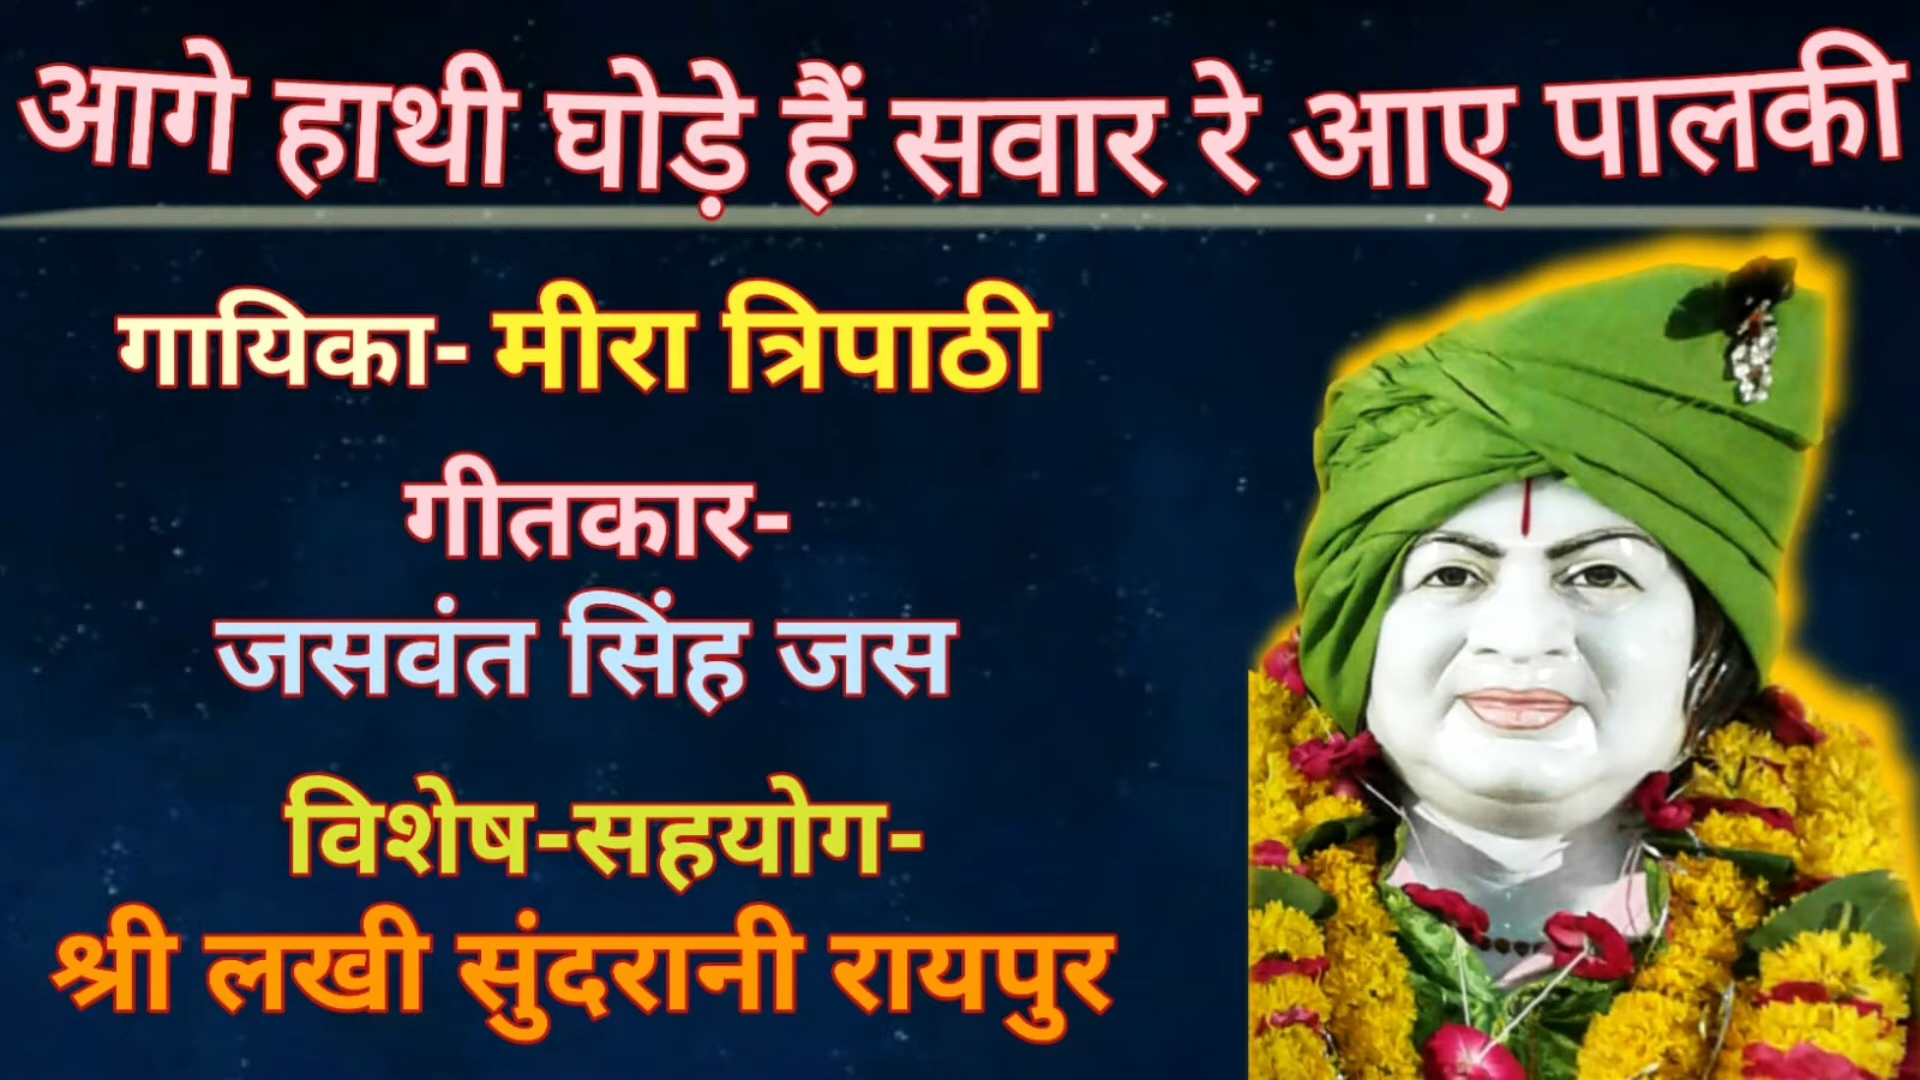 आगे हाथी घोड़े हैं सवार रे आए पालकी
गायिका- मीरा त्रिपाठी
गीतकार-
जसवंत सिंह जस
विशेष-सहयोग-
श्री लखी सुंदरानी रायपुर